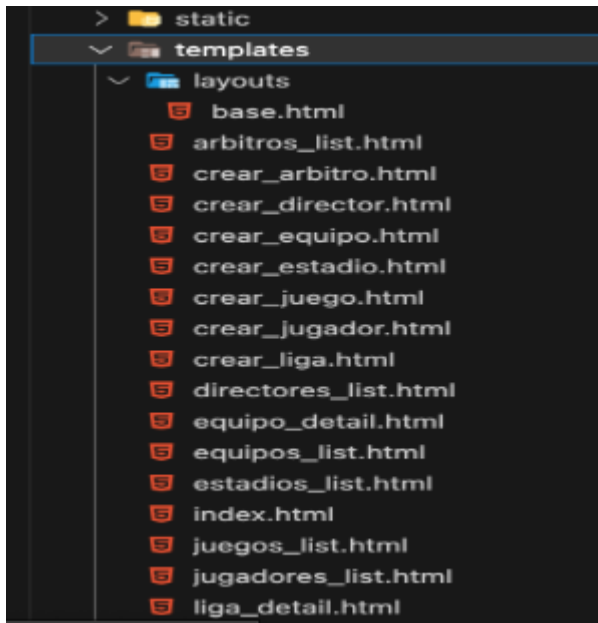 static
templates
layouts
base.html
arbitros_list.html
crear_arbitro.html
crear_director.html
crear_equipo.html
crear_estadio.html
crear_juego.html
crear_jugador.html
crear_liga.html
directores_list.html
equipo_detail.html
equipos_list.html
estadios_list.html
index.html
juegos_list.html
jugadores_list.html
liga_detail.html